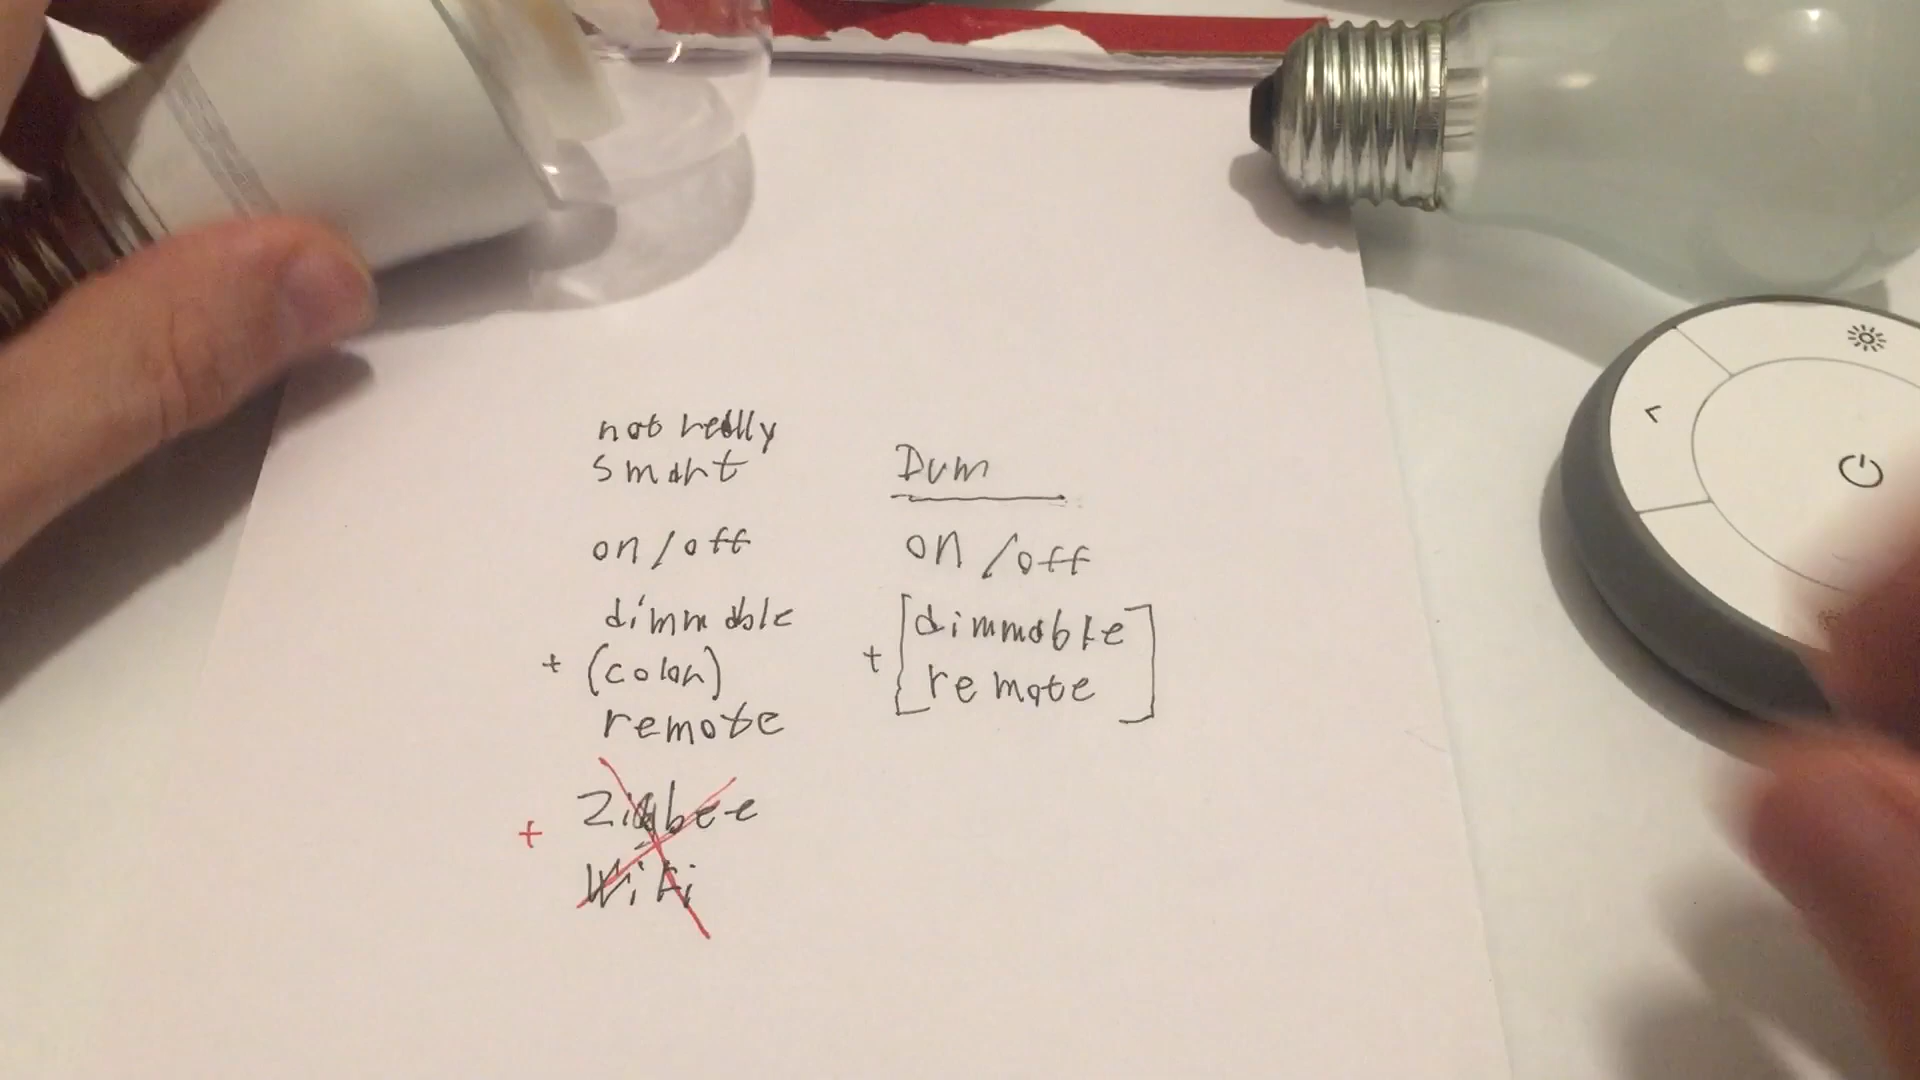 not really
smart
on/off
dimmable
+ (color)
remote
+ Zigbee
Wifi
Dum
on/off
+ [dimmable
remote]